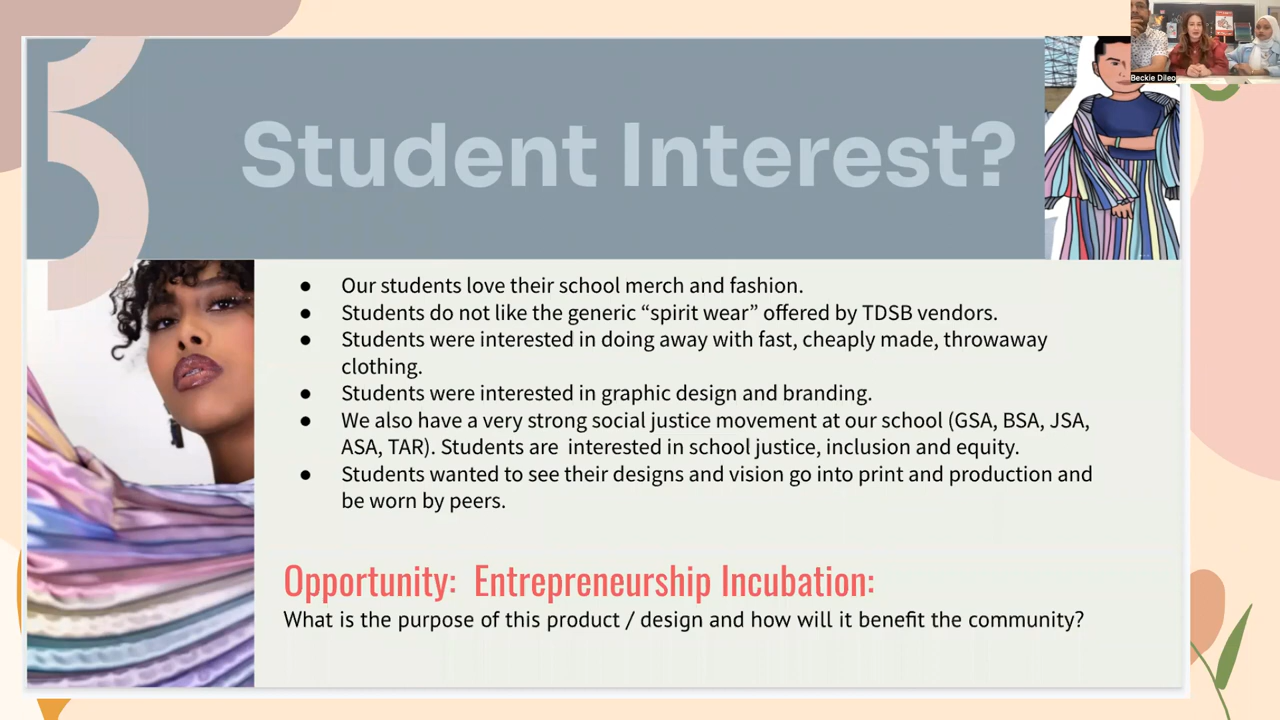 Beckie Dileo
Student Interest?
● Our students love their school merch and fashion.
● Students do not like the generic “spirit wear” offered by TDSB vendors.
● Students were interested in doing away with fast, cheaply made, throwaway
clothing.
● Students were interested in graphic design and branding.
● We also have a very strong social justice movement at our school (GSA, BSA, JSA,
ASA, TAR). Students are  interested in school justice, inclusion and equity.
● Students wanted to see their designs and vision go into print and production and
be worn by peers.
Opportunity:  Entrepreneurship Incubation:
What is the purpose of this product / design and how will it benefit the community?